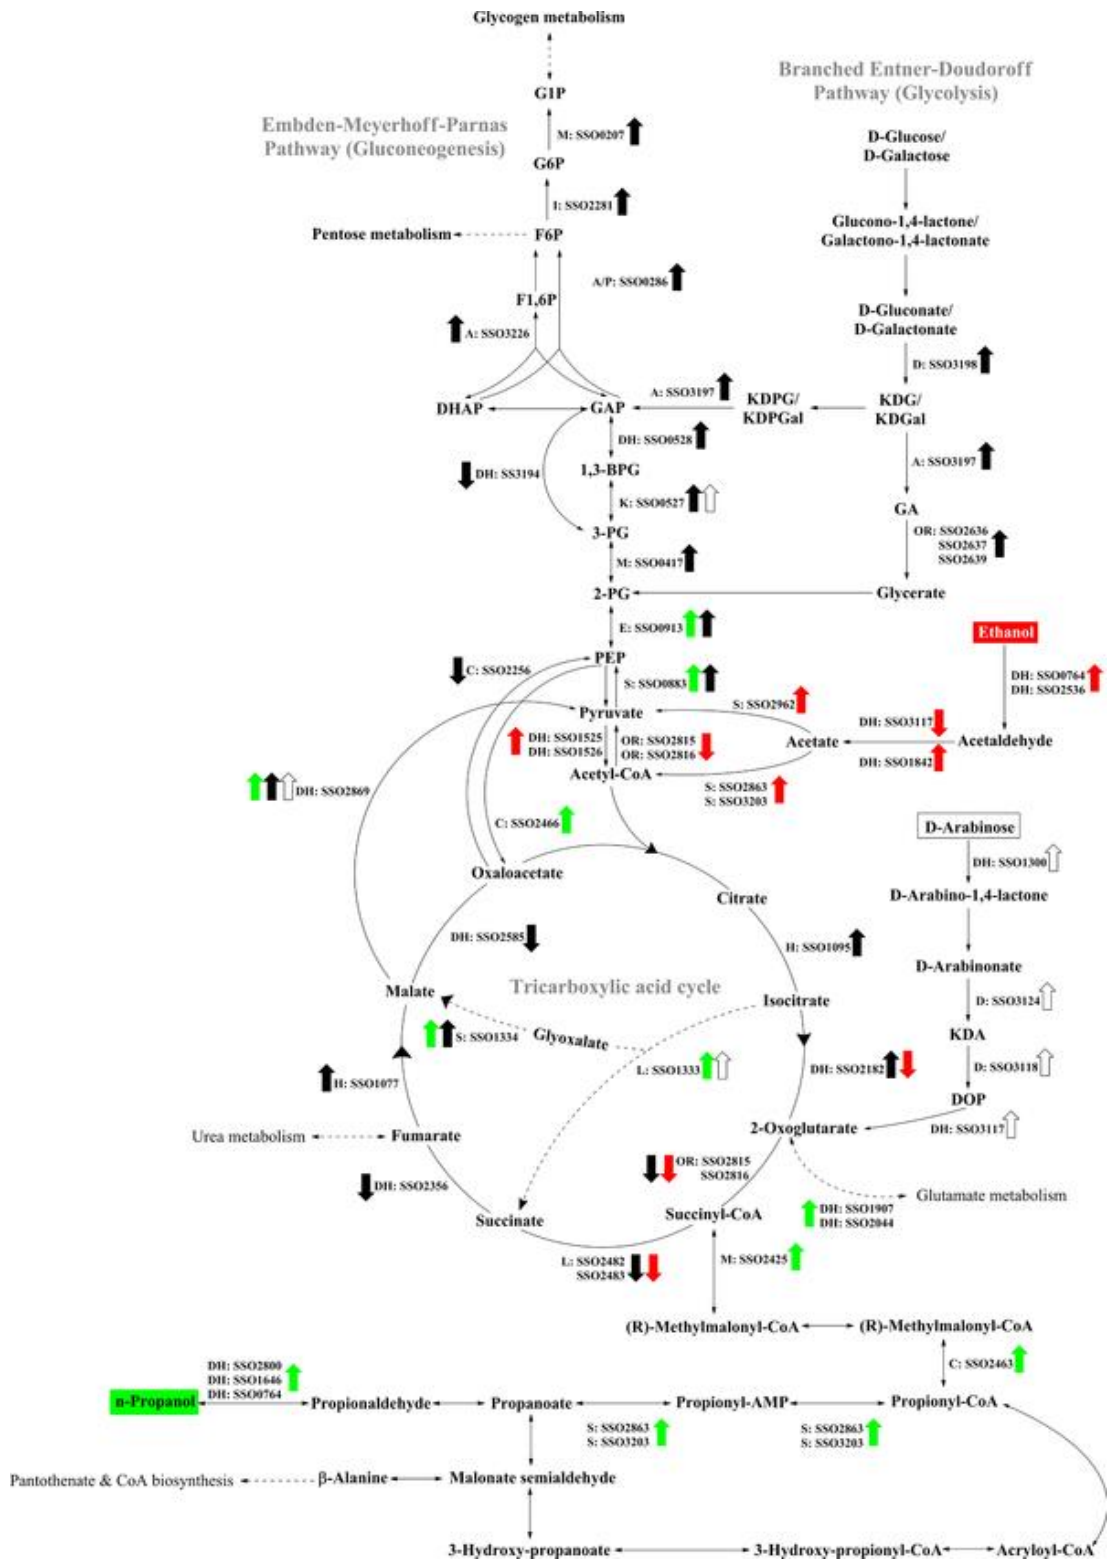 Glycogen metabolism
Branched Entner-Doudoroff
Pathway (Glycolysis)
G1P
Embden-Meyerhoff-Parnas
Pathway (Gluconeogenesis)
M: SSO0207
D-Glucose/
D-Galactose
G6P
I: SSO2281
Glucono-1,4-lactone/
Galactono-1,4-lactonate
Pentose metabolism
F6P
A/P: SSO0286
F1,6P
D-Gluconate/
D-Galactonate
A: SSO3226
D: SSO3198
A: SSO3197
KDPG/
KDPGal
KDG/
KDGal
DHAP
GAP
DH: SSO0528
A: SSO3197
DH: SS3194
1,3-BPG
K: SSO0527
GA
3-PG
OR: SSO2636
SSO2637
SSO2639
M: SSO0417
2-PG
Glycerate
E: SSO0913
Ethanol
PEP
C: SSO2256
S: SSO0883
DH: SSO0764
DH: SSO2536
S: SSO2962
Pyruvate
DH: SSO3117
DH: SSO1525
DH: SSO1526
OR: SSO2815
OR: SSO2816
Acetate
Acetaldehyde
DH: SSO1842
Acetyl-CoA
DH: SSO2869
S: SSO2863
S: SSO3203
C: SSO2466
D-Arabinose
DH: SSO1300
Oxaloacetate
Citrate
D-Arabino-1,4-lactone
DH: SSO2585
H: SSO1095
D-Arabinonate
Tricarboxylic acid cycle
Malate
Isocitrate
D: SSO3124
S: SSO1334
Glyoxalate
KDA
L: SSO1333
DH: SSO2182
D: SSO3118
H: SSO1077
DOP
Urea metabolism
Fumarate
2-Oxoglutarate
DH: SSO3117
OR: SSO2815
SSO2816
DH: SSO2356
Glutamate metabolism
Succinate
Succinyl-CoA
DH: SSO1907
DH: SSO2044
L: SSO2482
SSO2483
M: SSO2425
(R)-Methylmalonyl-CoA
(R)-Methylmalonyl-CoA
DH: SSO2800
DH: SSO1646
DH: SSO0764
C: SSO2463
n-Propanol
Propionaldehyde
Propanoate
Propionyl-AMP
Propionyl-CoA
S: SSO2863
S: SSO3203
S: SSO2863
S: SSO3203
Pantothenate & CoA biosynthesis
β-Alanine
Malonate semialdehyde
3-Hydroxy-propanoate
3-Hydroxy-propionyl-CoA
Acryloyl-CoA